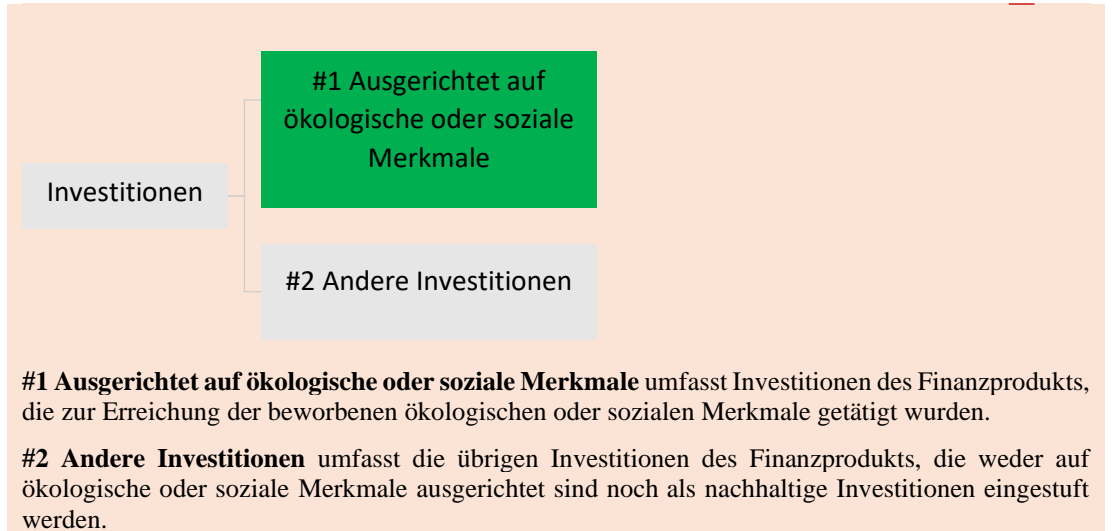 #1 Ausgerichtet auf
ökologische oder soziale
Merkmale
Investitionen
#2 Andere Investitionen
#1 Ausgerichtet auf ökologische oder soziale Merkmale umfasst Investitionen des Finanzprodukts,
die zur Erreichung der beworbenen ökologischen oder sozialen Merkmale getätigt wurden.
#2 Andere Investitionen umfasst die übrigen Investitionen des Finanzprodukts, die weder auf
ökologische oder soziale Merkmale ausgerichtet sind noch als nachhaltige Investitionen eingestuft
werden.